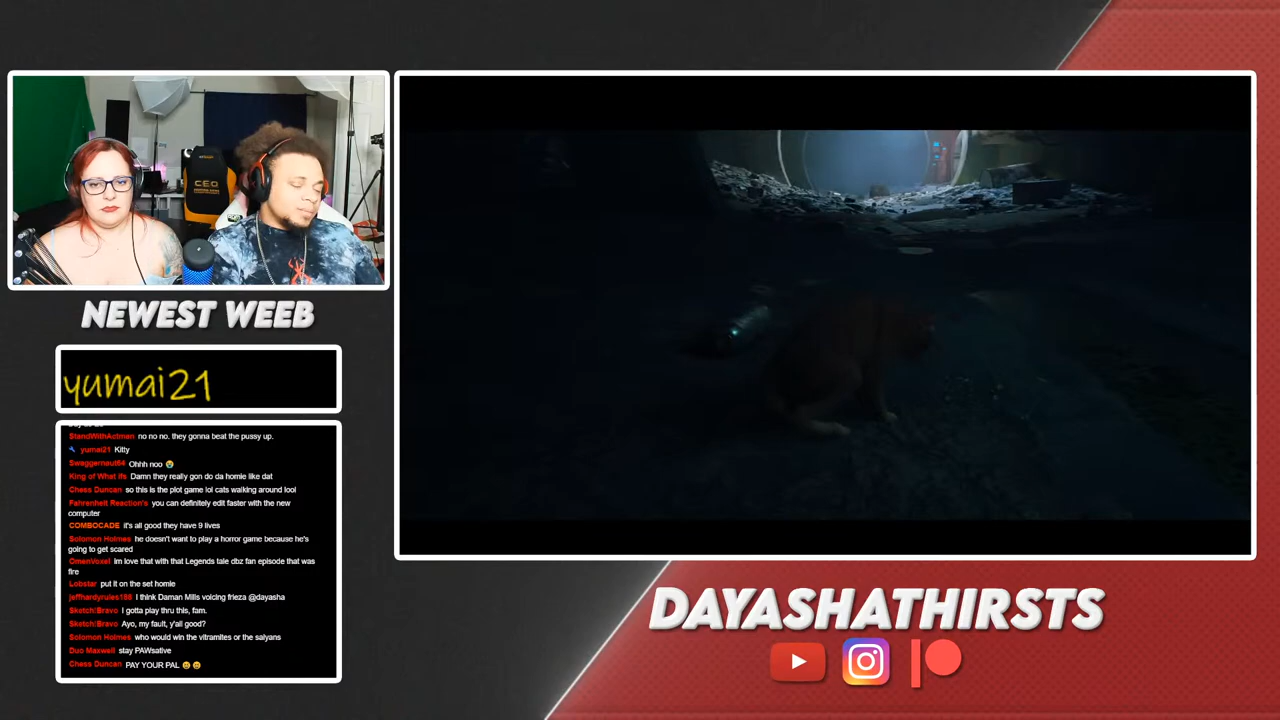 CEO
NEWEST WEEB
yumai21
StandWithActman no no no. they gonna beat the pussy up.
yumai21 Kitty
Swaggernaut64 Ohhh noo 😭
King of What ifs Damn they really gon do da homie like dat
Chess Duncan so this is the plot game lol cats walking around lool
Fahrenheit Reaction's you can definitely edit faster with the new
computer
COMBOCADE it's all good they have 9 lives
Solomon Holmes he doesn't want to play a horror game because he's
going to get scared
OmenVoxel Im love that with that Legends tale dbz fan episode that was
fire
Lobstar put it on the set homie
jeffhardyrules188 I think Daman Mills voicing frieza @dayasha
Sketch!Bravo I gotta play thru this, fam.
Sketch!Bravo Ayo, my fault, y'all good?
Solomon Holmes who would win the vitramites or the saiyans
Duo Maxwell stay PAWsative
Chess Duncan PAY YOUR PAL
DAYASHATHIRSTS